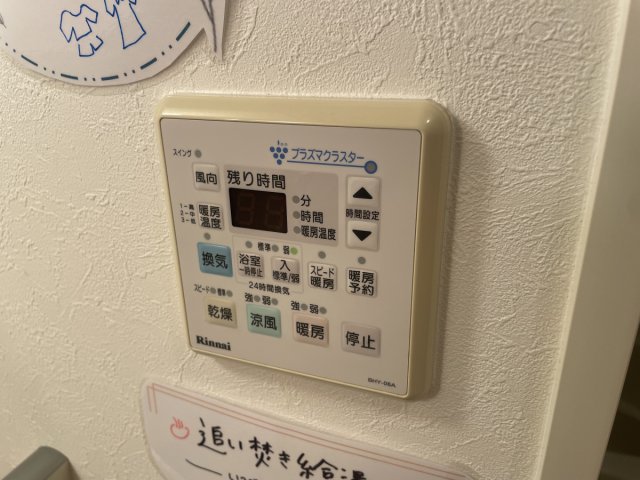 プラズマクラスター
スイング
風向
残り時間
分
時間
暖房温度
時間設定
1-高
2-中
3-低
暖房
温度
標準 弱
換気
浴室
一時停止
入
標準/弱
スピード
暖房
暖房
予約
24時間換気
スピード 標準
強 弱
強 弱
乾燥
涼風
暖房
停止
Rinnai
BHY-06A
追い焚き給湯